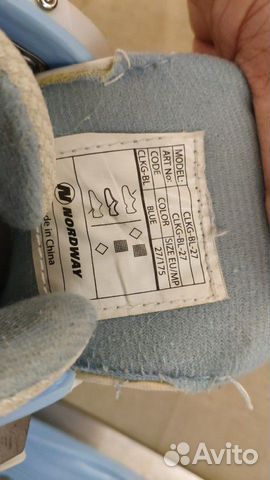 MODEL: CLKG-BL-27
ART No: CLKG-BL-27
CODE COLOR SIZE EU/MP
CLKG-BL BLUE 27/175
NORDWAY
de in China
Avito